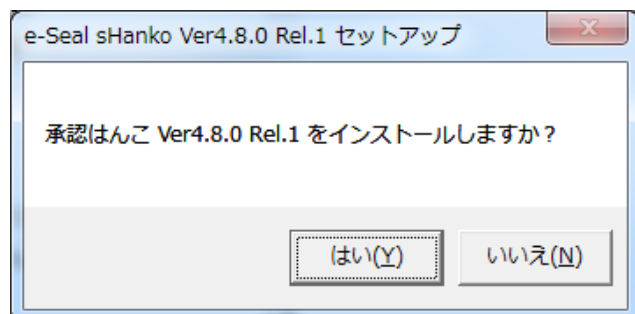 e-Seal sHanko Ver4.8.0 Rel.1 セットアップ
承認はんこ Ver4.8.0 Rel.1 をインストールしますか？
はい(Y)
いいえ(N)